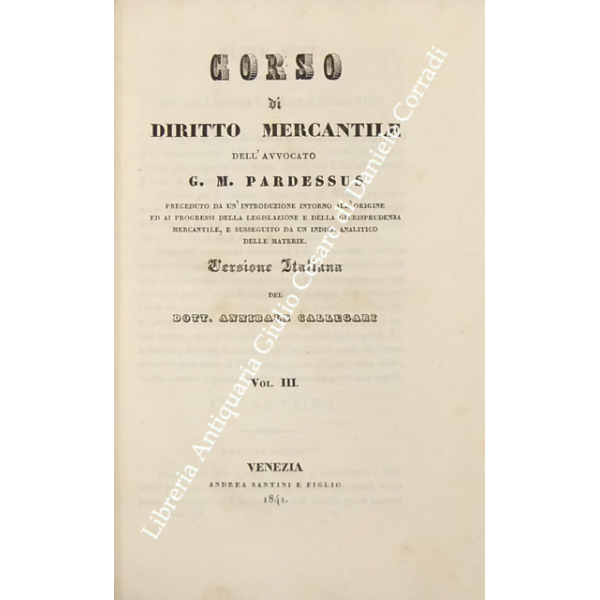 CORSO
di
DIRITTO MERCANTILE
DELL'AVVOCATO
G. M. PARDESSUS
PRECEDUTO DA UN'INTRODUZIONE INTORNO ALL'ORIGINE
ED AI PROGRESSI DELLA LEGISLAZIONE E DELLA GIURISPRUDENZA
MERCANTILE, E SUSSEGUITO DA UN INDICE ANALITICO
DELLE MATERIE.
Versione Italiana
DEL
DOTT. ANNIBALE CALLEGARI
VOL. III.
VENEZIA
ANDREA SANTINI E FIGLIO
1841.
Libreria Antiquaria Giulio Cesare di Daniele Corradi